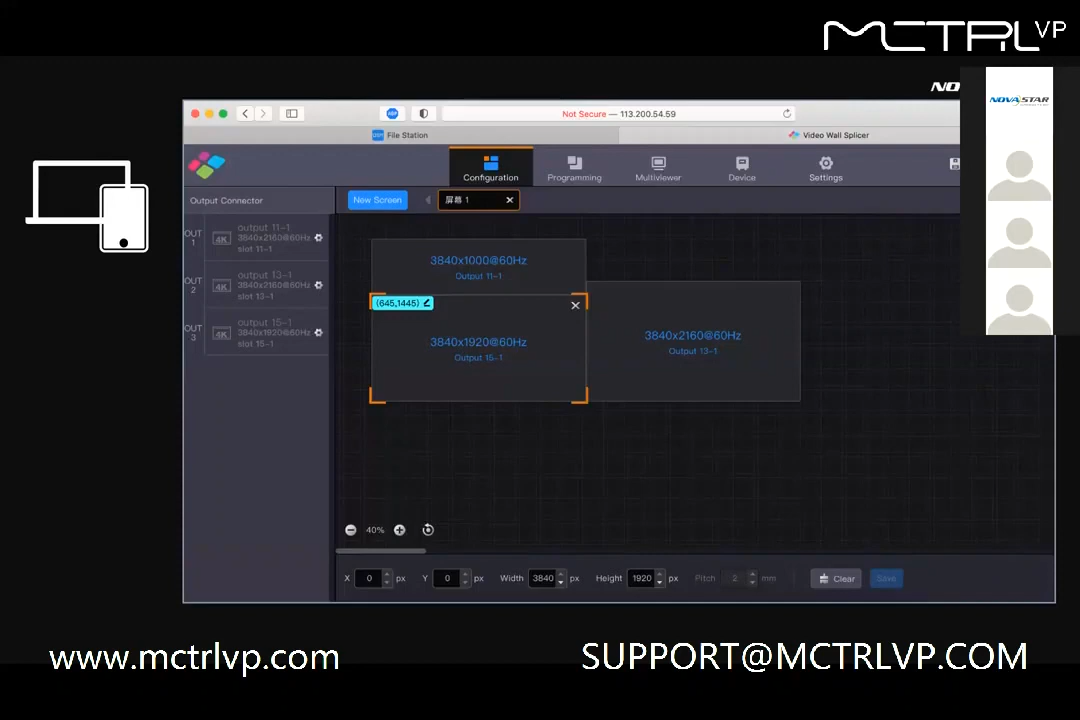 MCTRL VP
NO
NOVASTAR
Not Secure — 113.200.54.59
File Station
Video Wall Splicer
Configuration
Programming
Multiviewer
Device
Settings
Output Connector
New Screen
屏幕 1
OUT 1
4K
output 11-1
3840x2160@60Hz
slot 11-1
OUT 2
4K
output 13-1
3840x2160@60Hz
slot 13-1
OUT 3
4K
output 15-1
3840x1920@60Hz
slot 15-1
3840x1000@60Hz
Output 11-1
(645,1445)
3840x1920@60Hz
Output 15-1
3840x2160@60Hz
Output 13-1
40%
X 0 px Y 0 px Width 3840 px Height 1920 px Pitch 2 mm Clear Save
www.mctrlvp.com
SUPPORT@MCTRLVP.COM